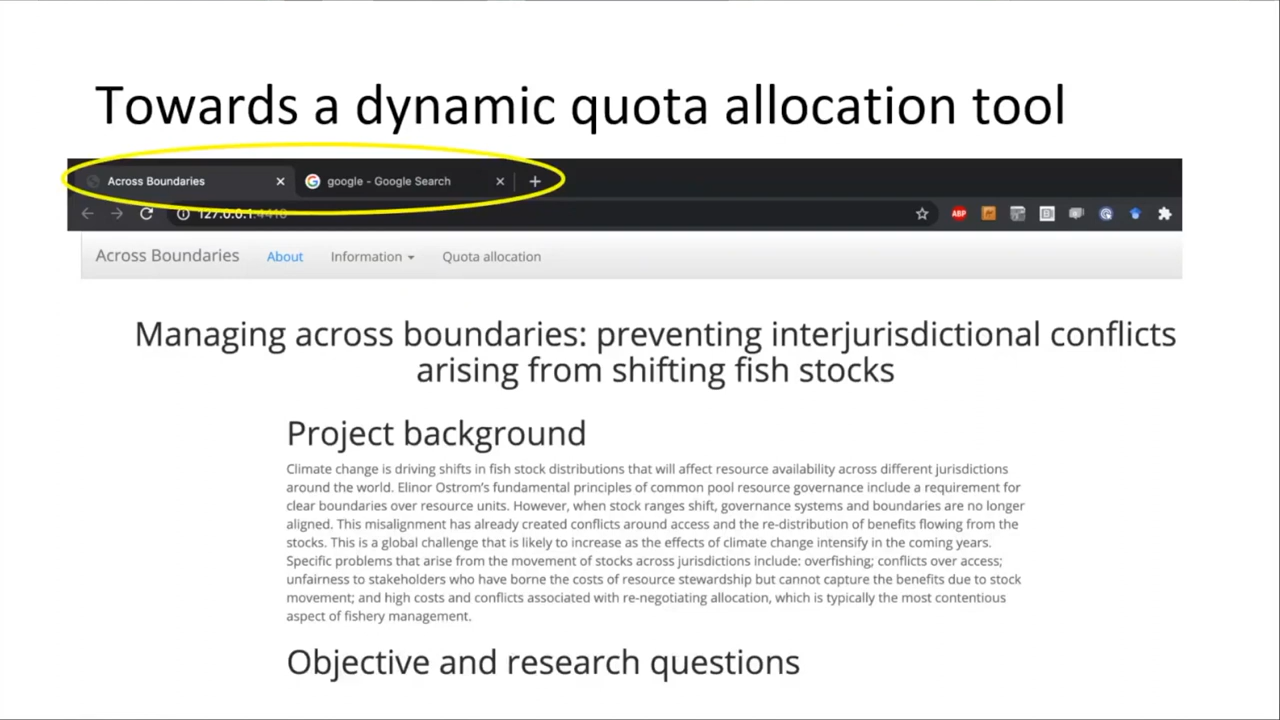 Towards a dynamic quota allocation tool
Across Boundaries
google - Google Search
127.0.0.1:4418
ABP
Across Boundaries About Information Quota allocation
Managing across boundaries: preventing interjurisdictional conflicts
arising from shifting fish stocks
Project background
Climate change is driving shifts in fish stock distributions that will affect resource availability across different jurisdictions
around the world. Elinor Ostrom's fundamental principles of common pool resource governance include a requirement for
clear boundaries over resource units. However, when stock ranges shift, governance systems and boundaries are no longer
aligned. This misalignment has already created conflicts around access and the re-distribution of benefits flowing from the
stocks. This is a global challenge that is likely to increase as the effects of climate change intensify in the coming years.
Specific problems that arise from the movement of stocks across jurisdictions include: overfishing; conflicts over access;
unfairness to stakeholders who have borne the costs of resource stewardship but cannot capture the benefits due to stock
movement; and high costs and conflicts associated with re-negotiating allocation, which is typically the most contentious
aspect of fishery management.
Objective and research questions